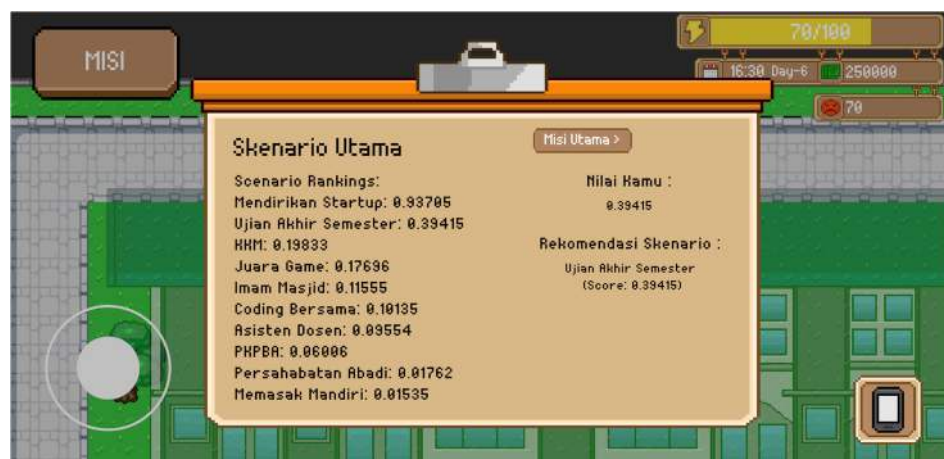 MISI
70/100
16:30 Day-6 250000
70
Skenario Utama
Misi Utama >
Scenario Rankings:
Mendirikan Startup: 0.93705
Ujian Akhir Semester: 0.39415
KKM: 0.19833
Juara Game: 0.17696
Imam Masjid: 0.11555
Coding Bersama: 0.10135
Asisten Dosen: 0.09554
PKPBA: 0.06006
Persahabatan Abadi: 0.01762
Memasak Mandiri: 0.01535
Nilai Kamu :
0.39415
Rekomendasi Skenario :
Ujian Akhir Semester
(Score: 0.39415)